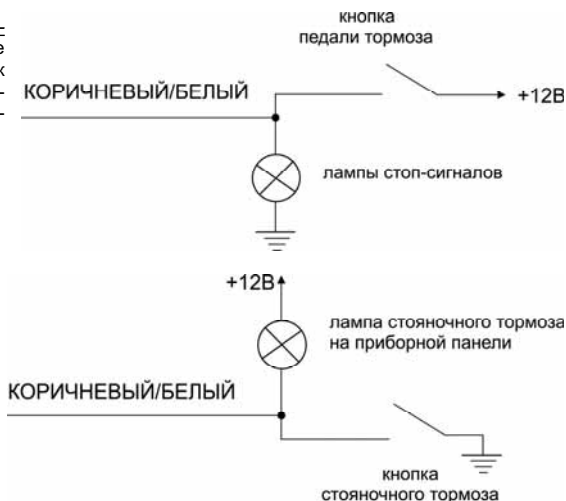 кнопка
педали тормоза
е
х
КОРИЧНЕВЫЙ/БЕЛЫЙ
+12В
лампы стоп-сигналов
+12В
лампа стояночного тормоза
на приборной панели
КОРИЧНЕВЫЙ/БЕЛЫЙ
кнопка
стояночного тормоза